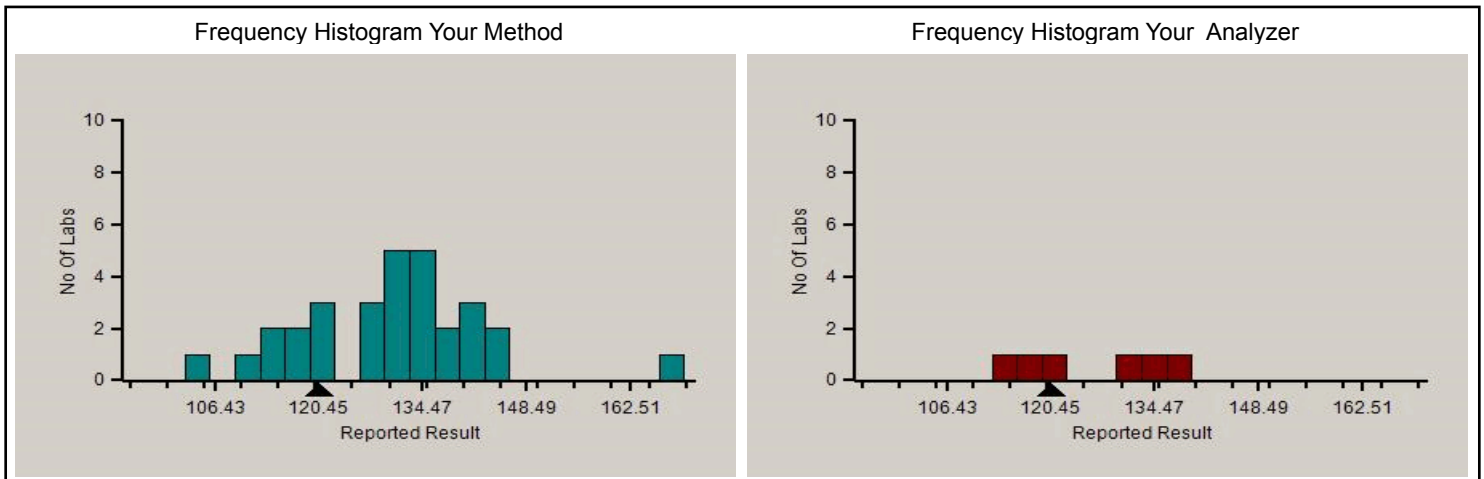 Frequency Histogram Your Method
10
8
6
4
2
0
No Of Labs
106.43 120.45 134.47 148.49 162.51
Reported Result
Frequency Histogram Your Analyzer
10
8
6
4
2
0
No Of Labs
106.43 120.45 134.47 148.49 162.51
Reported Result